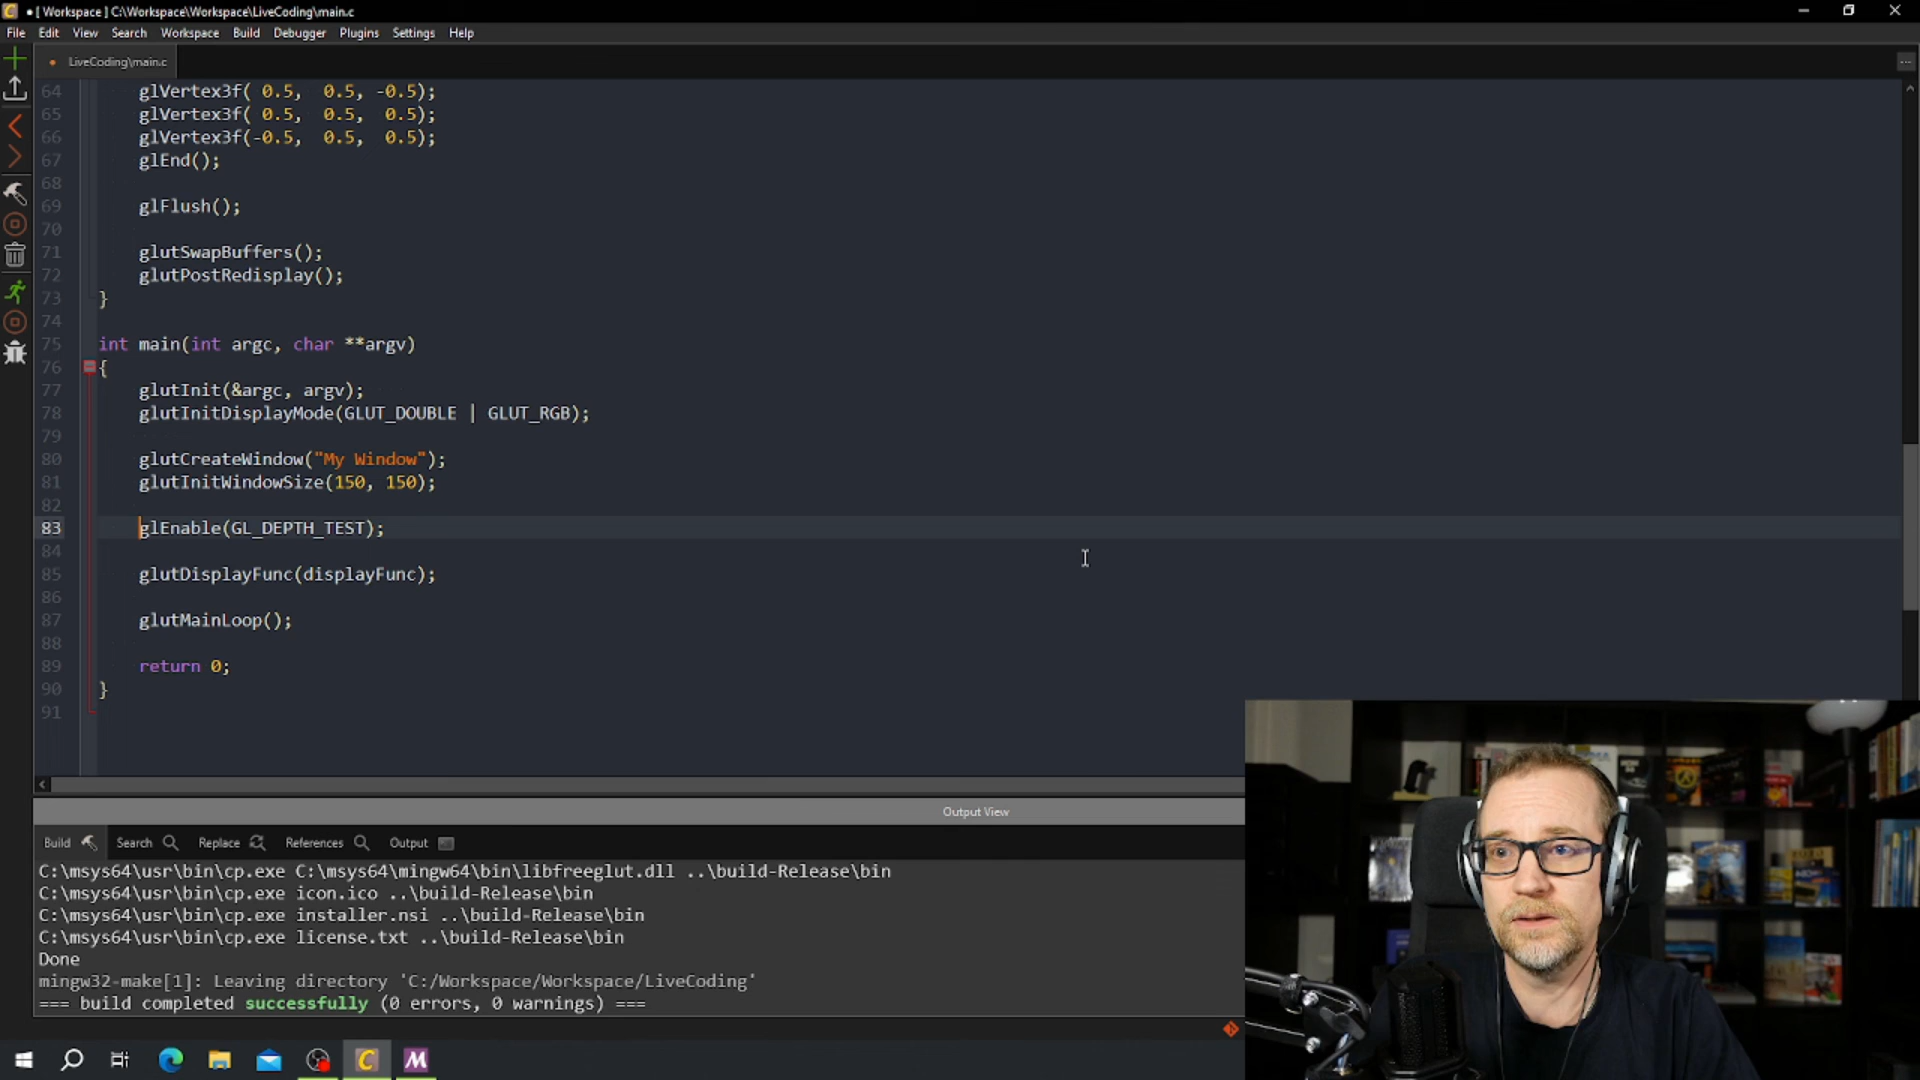 [ Workspace ] C:\Workspace\Workspace\LiveCoding\main.c
File Edit View Search Workspace Build Debugger Plugins Settings Help
LiveCoding\main.c
64 glVertex3f( 0.5, 0.5, -0.5);
65 glVertex3f( 0.5, 0.5, 0.5);
66 glVertex3f(-0.5, 0.5, 0.5);
67 glEnd();
68
69 glFlush();
70
71 glutSwapBuffers();
72 glutPostRedisplay();
73 }
74
75 int main(int argc, char **argv)
76 {
77 glutInit(&argc, argv);
78 glutInitDisplayMode(GLUT_DOUBLE | GLUT_RGB);
79
80 glutCreateWindow("My Window");
81 glutInitWindowSize(150, 150);
82
83 glEnable(GL_DEPTH_TEST);
84
85 glutDisplayFunc(displayFunc);
86
87 glutMainLoop();
88
89 return 0;
90 }
91
Output View
Build Search Replace References Output
C:\msys64\usr\bin\cp.exe C:\msys64\mingw64\bin\libfreeglut.dll ..\build-Release\bin
C:\msys64\usr\bin\cp.exe icon.ico ..\build-Release\bin
C:\msys64\usr\bin\cp.exe installer.nsi ..\build-Release\bin
C:\msys64\usr\bin\cp.exe license.txt ..\build-Release\bin
Done
mingw32-make[1]: Leaving directory 'C:/Workspace/Workspace/LiveCoding'
=== build completed successfully (0 errors, 0 warnings) ===